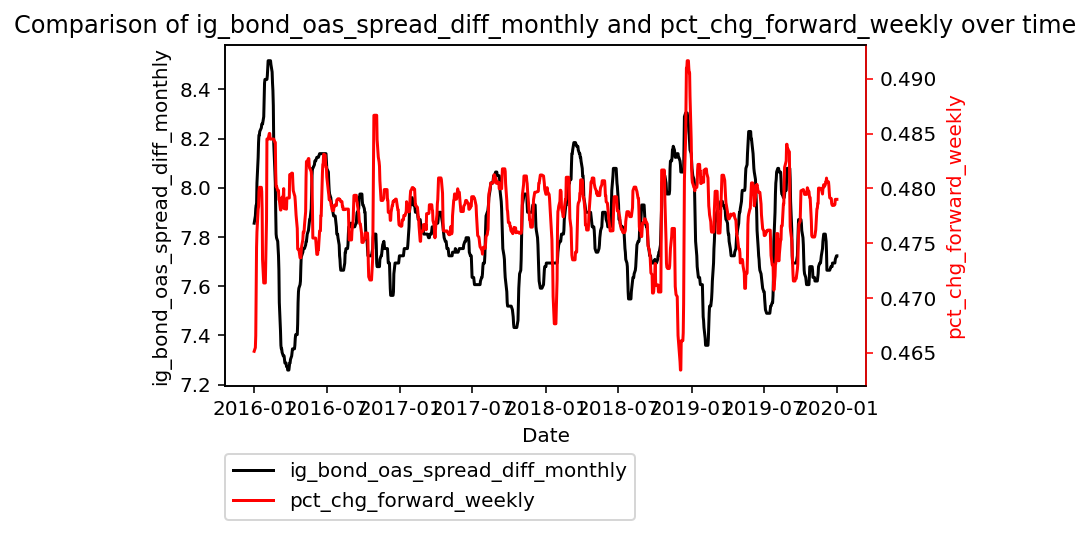 Comparison of ig_bond_oas_spread_diff_monthly and pct_chg_forward_weekly over time
ig_bond_oas_spread_diff_monthly
8.4
8.2
8.0
7.8
7.6
7.4
7.2
0.490
0.485
0.480
0.475
0.470
0.465
pct_chg_forward_weekly
2016-01 2016-07 2017-01 2017-07 2018-01 2018-07 2019-01 2019-07 2020-01
Date
ig_bond_oas_spread_diff_monthly
pct_chg_forward_weekly